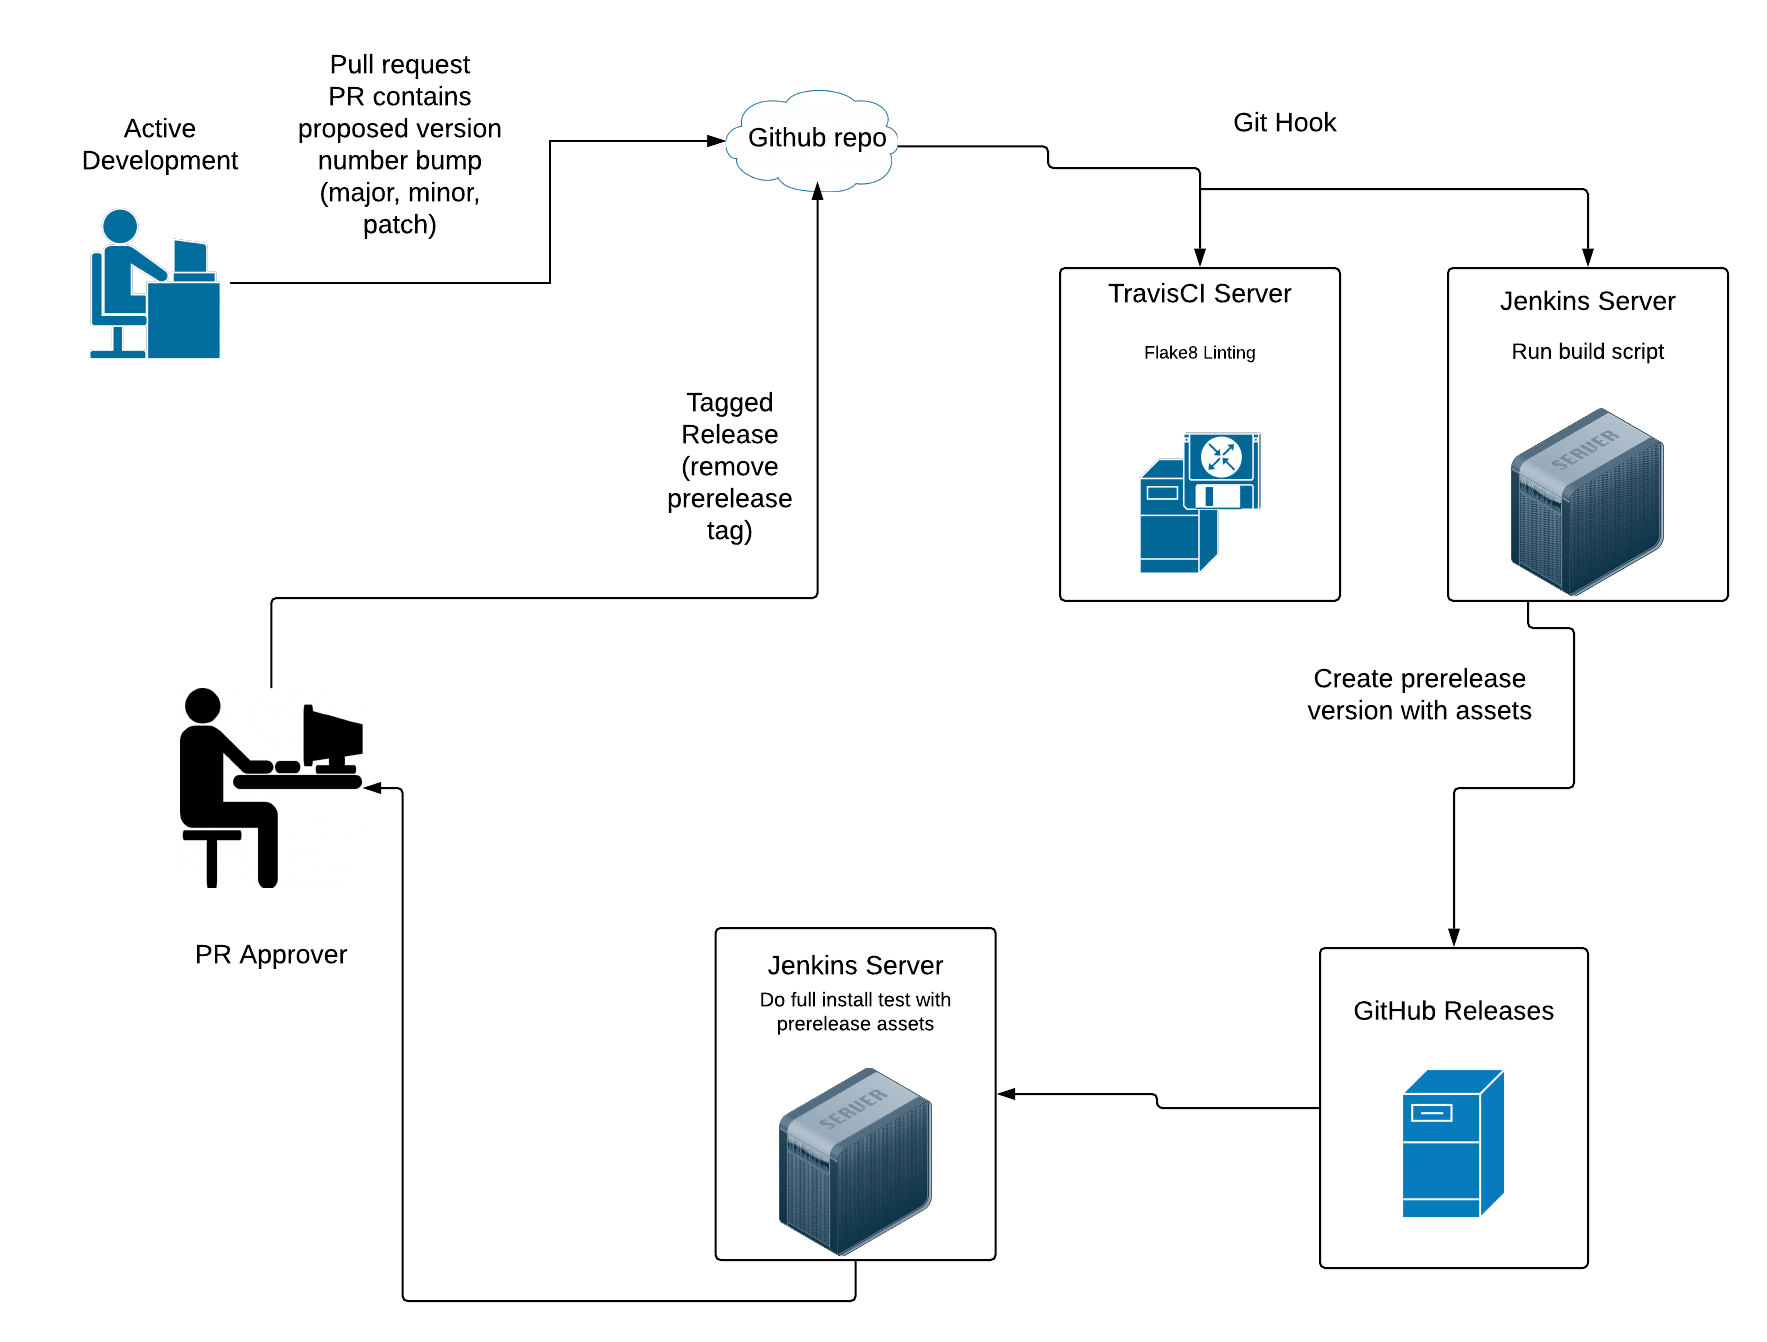 Pull request
PR contains
proposed version
number bump
(major, minor,
patch)
Active
Development
Github repo
Git Hook
TravisCI Server
Flake8 Linting
Jenkins Server
Run build script
SERVER
Tagged
Release
(remove
prerelease
tag)
Create prerelease
version with assets
PR Approver
Jenkins Server
Do full install test with
prerelease assets
SERVER
GitHub Releases